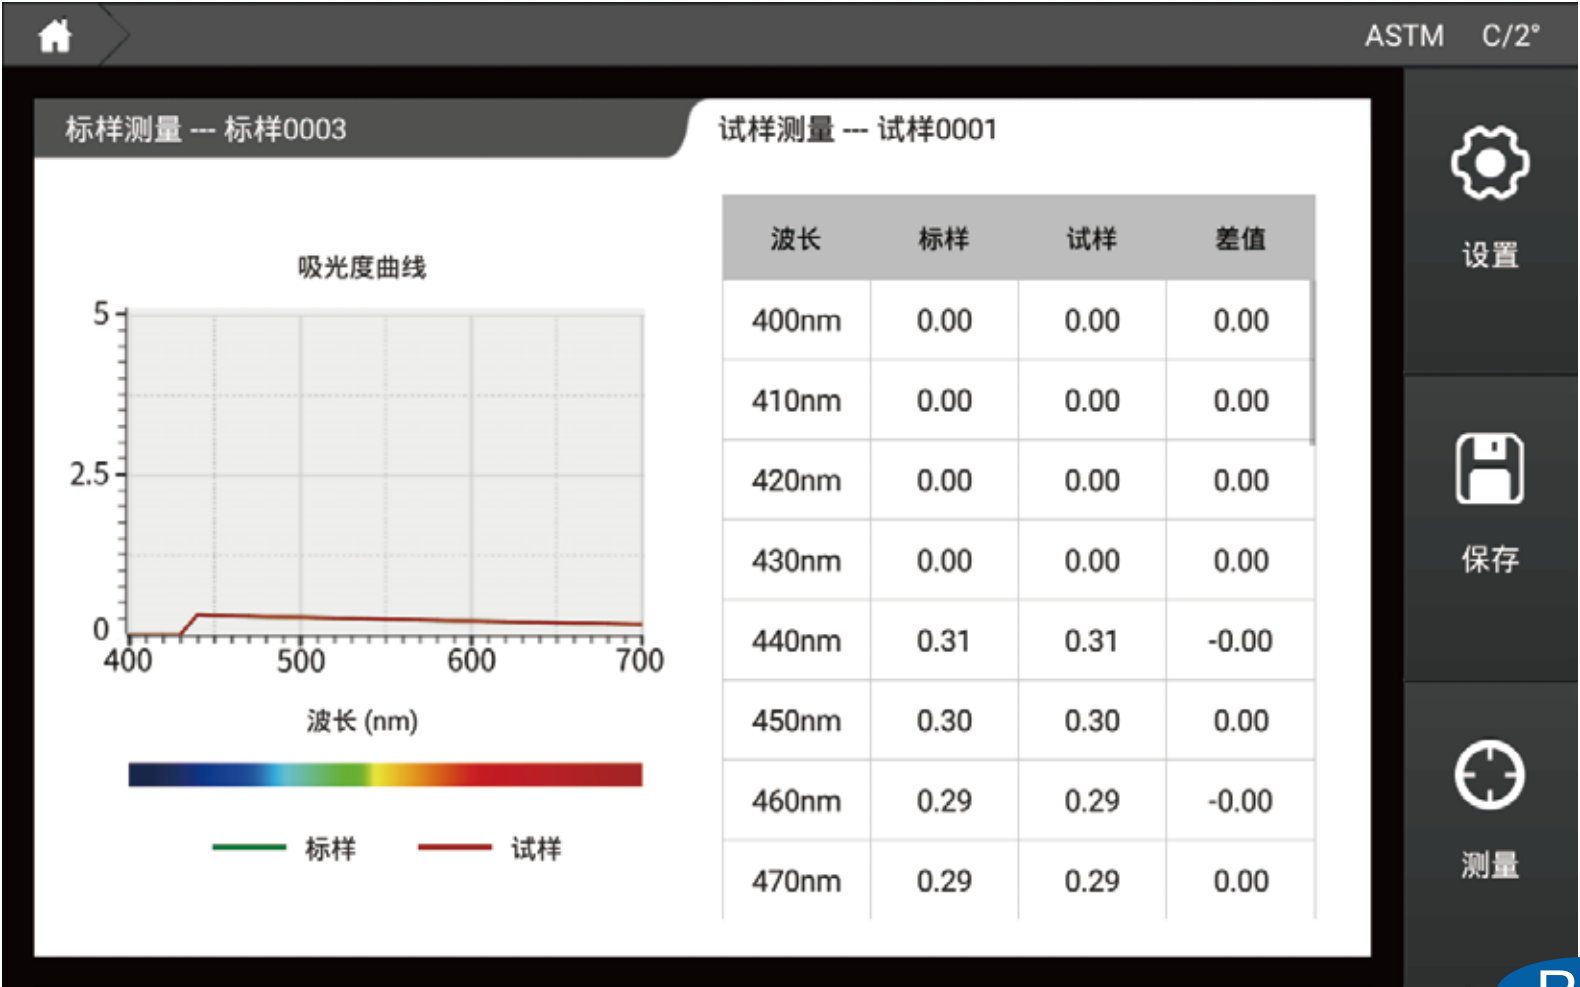 ASTM C/2°
标样测量 --- 标样0003
试样测量 --- 试样0001
吸光度曲线
5
2.5
0
400 500 600 700
波长 (nm)
标样 试样
波长 标样 试样 差值
400nm 0.00 0.00 0.00
410nm 0.00 0.00 0.00
420nm 0.00 0.00 0.00
430nm 0.00 0.00 0.00
440nm 0.31 0.31 -0.00
450nm 0.30 0.30 0.00
460nm 0.29 0.29 -0.00
470nm 0.29 0.29 0.00
设置
保存
测量